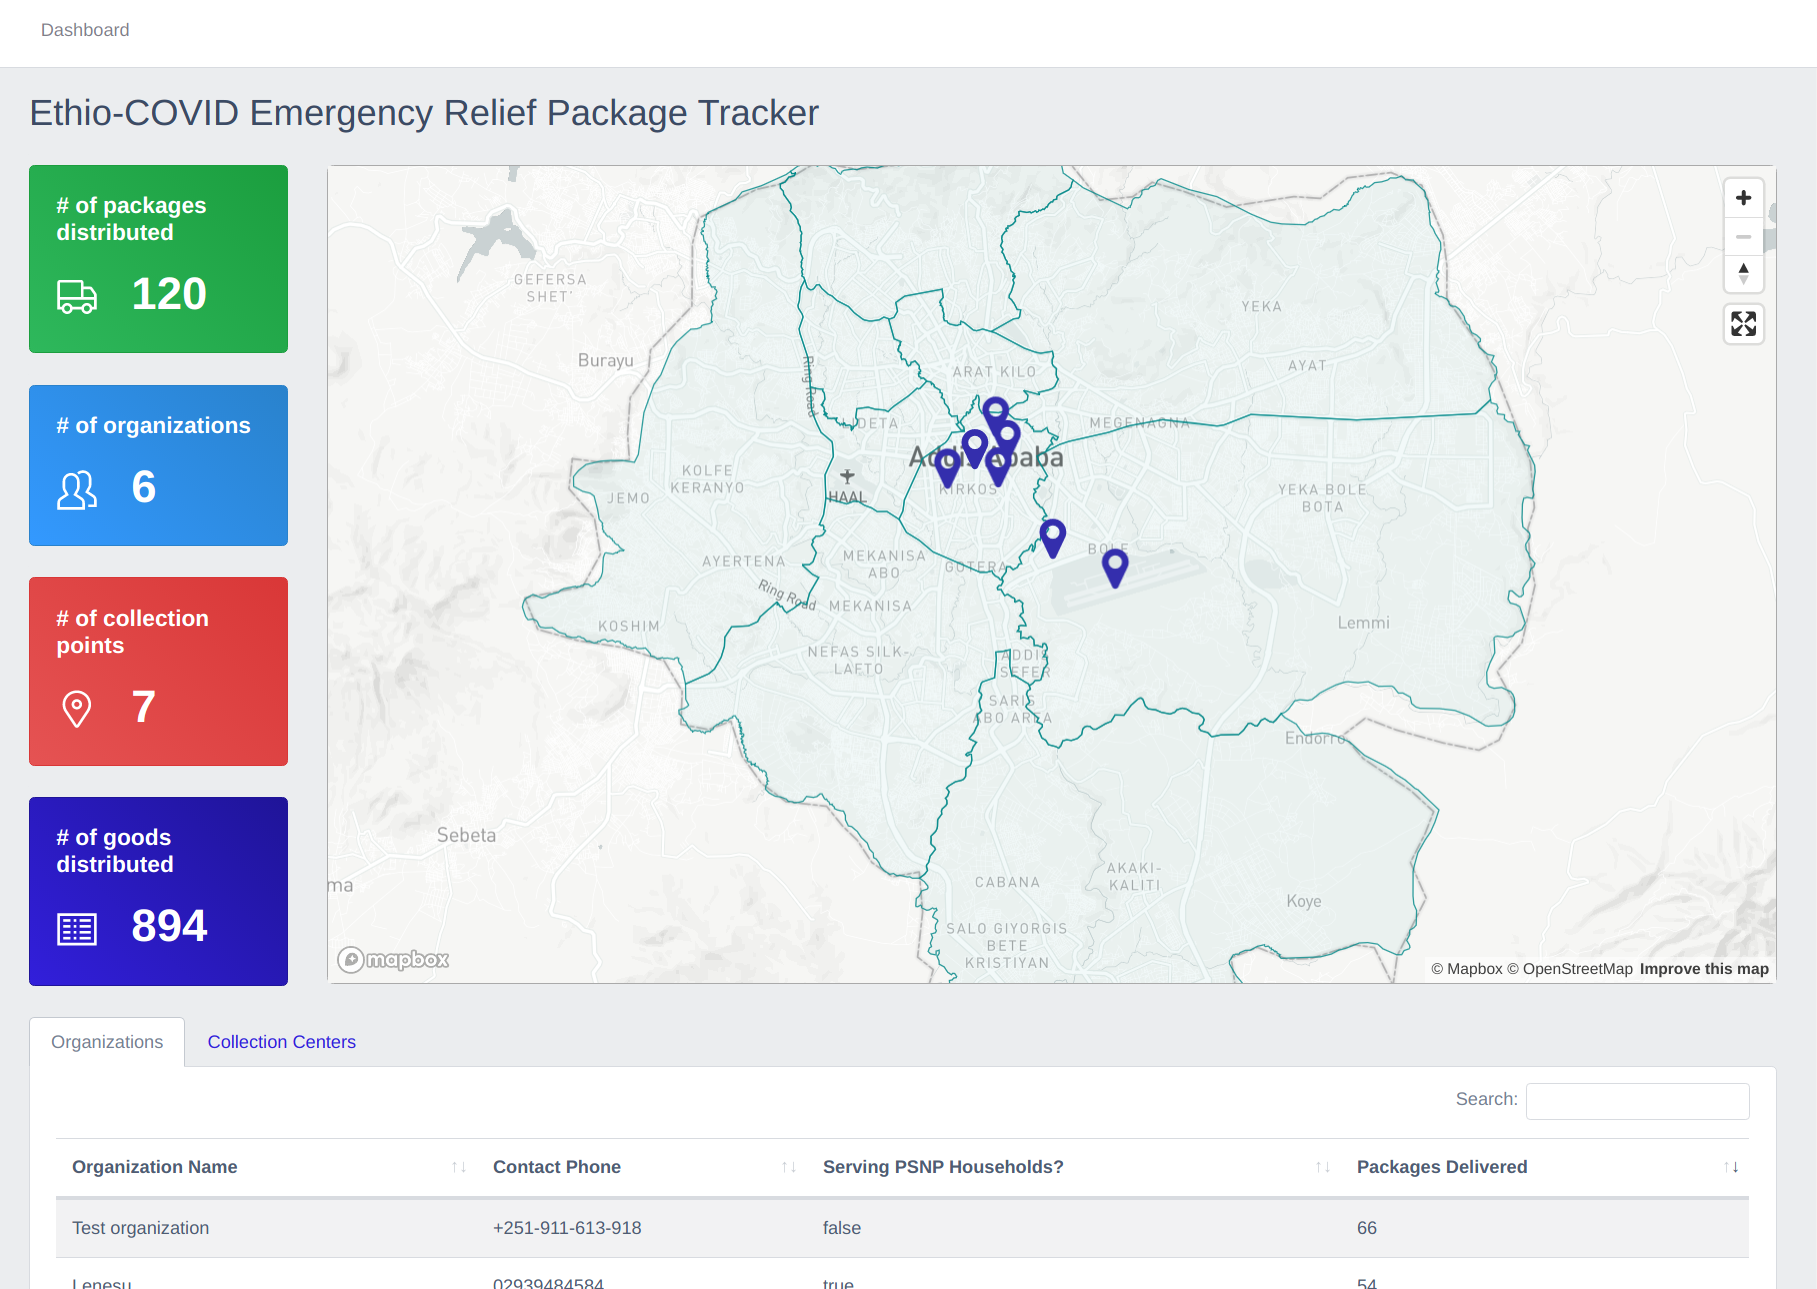 Dashboard
Ethio-COVID Emergency Relief Package Tracker
# of packages
distributed
120
# of organizations
6
# of collection
points
7
# of goods
distributed
894
GEFERSA
SHET'
Burayu
YEKA
AYAT
ARAT KILO
Ring Road
LIDETA
MEGENAGNA
Addis Ababa
KOLFE
KERANYO
JEMO
HAAL
KIRKOS
YEKA BOLE
BOTA
BOLE
AYERTENA
MEKANISA
ABO
GOTERA
Ring Road
MEKANISA
KOSHIM
Lemmi
NEFAS SILK-
LAFTO
ADDIS
SEFER
SARIS
ABO AREA
Endorro
Sebeta
ma
CABANA
AKAKI-
KALITI
Koye
SALO GIYORGIS
BETE
KRISTIYAN
mapbox
© Mapbox © OpenStreetMap Improve this map
Organizations Collection Centers
Search:
Organization Name Contact Phone Serving PSNP Households? Packages Delivered
Test organization +251-911-613-918 false 66
Lenesu 02939484584 true 54